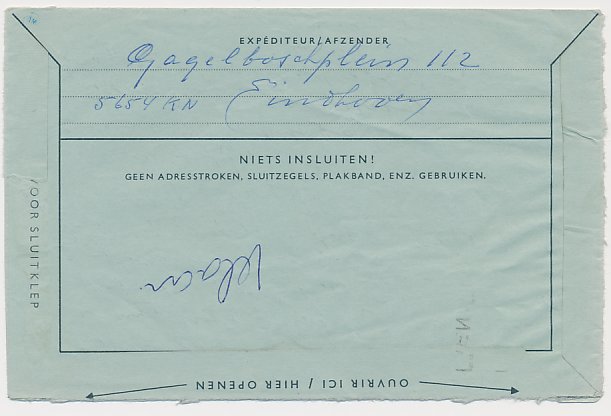 EXPÉDITEUR/AFZENDER
Gagelboschplein 112
5654 KN Eindhoven
NIETS INSLUITEN!
GEEN ADRESSTROKEN, SLUITZEGELS, PLAKBAND, ENZ. GEBRUIKEN.
VOOR SLUITKLEP
Klaar
OUVRIR ICI / HIER OPENEN